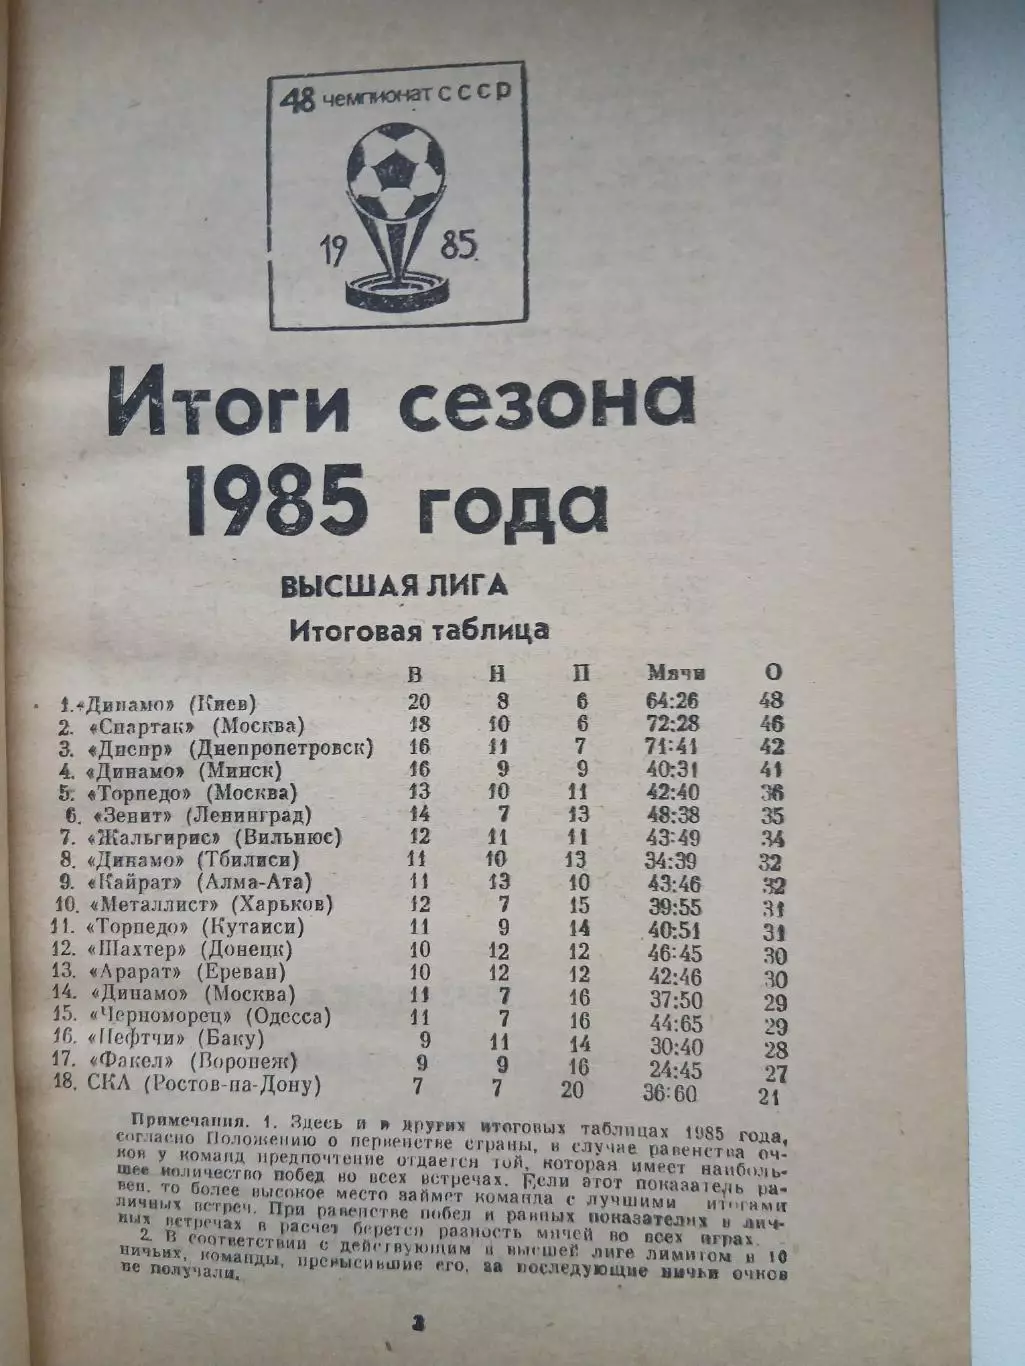 48 чемпионат СССР
19 85
Итоги сезона
1985 года
ВЫСШАЯ ЛИГА
Итоговая таблица
В Н П Мячи О
1. «Динамо» (Киев) 20 8 6 64:26 48
2. «Спартак» (Москва) 18 10 6 72:28 46
3. «Днепр» (Днепропетровск) 16 11 7 71:41 42
4. «Динамо» (Минск) 16 9 9 40:31 41
5. «Торпедо» (Москва) 13 10 11 42:40 36
6. «Зенит» (Ленинград) 14 7 13 48:38 35
7. «Жальгирис» (Вильнюс) 12 11 11 43:49 34
8. «Динамо» (Тбилиси) 11 10 13 34:39 32
9. «Кайрат» (Алма-Ата) 11 13 10 43:46 32
10. «Металлист» (Харьков) 12 7 15 39:55 31
11. «Торпедо» (Кутаиси) 11 9 14 40:51 31
12. «Шахтер» (Донецк) 10 12 12 46:45 30
13. «Арарат» (Ереван) 10 12 12 42:46 30
14. «Динамо» (Москва) 11 7 16 37:50 29
15. «Черноморец» (Одесса) 11 7 16 44:65 29
16. «Нефтчи» (Баку) 9 11 14 30:40 28
17. «Факел» (Воронеж) 9 9 16 24:45 27
18. СКА (Ростов-на-Дону) 7 7 20 36:60 21
Примечания. 1. Здесь и в других итоговых таблицах 1985 года,
согласно Положению о первенстве страны, в случае равенства оч-
ков у команд предпочтение отдается той, которая имеет наиболь-
шее количество побед во всех встречах. Если этот показатель ра-
вен, то более высокое место займет команда с лучшими итогами
личных встреч. При равенстве побед и равных показателях в лич-
ных встречах в расчет берется разность мячей во всех играх.
2. В соответствии с действующим в высшей лиге лимитом в 10
ничьих, команды, превысившие его, за последующие ничьи очков
не получали.
3